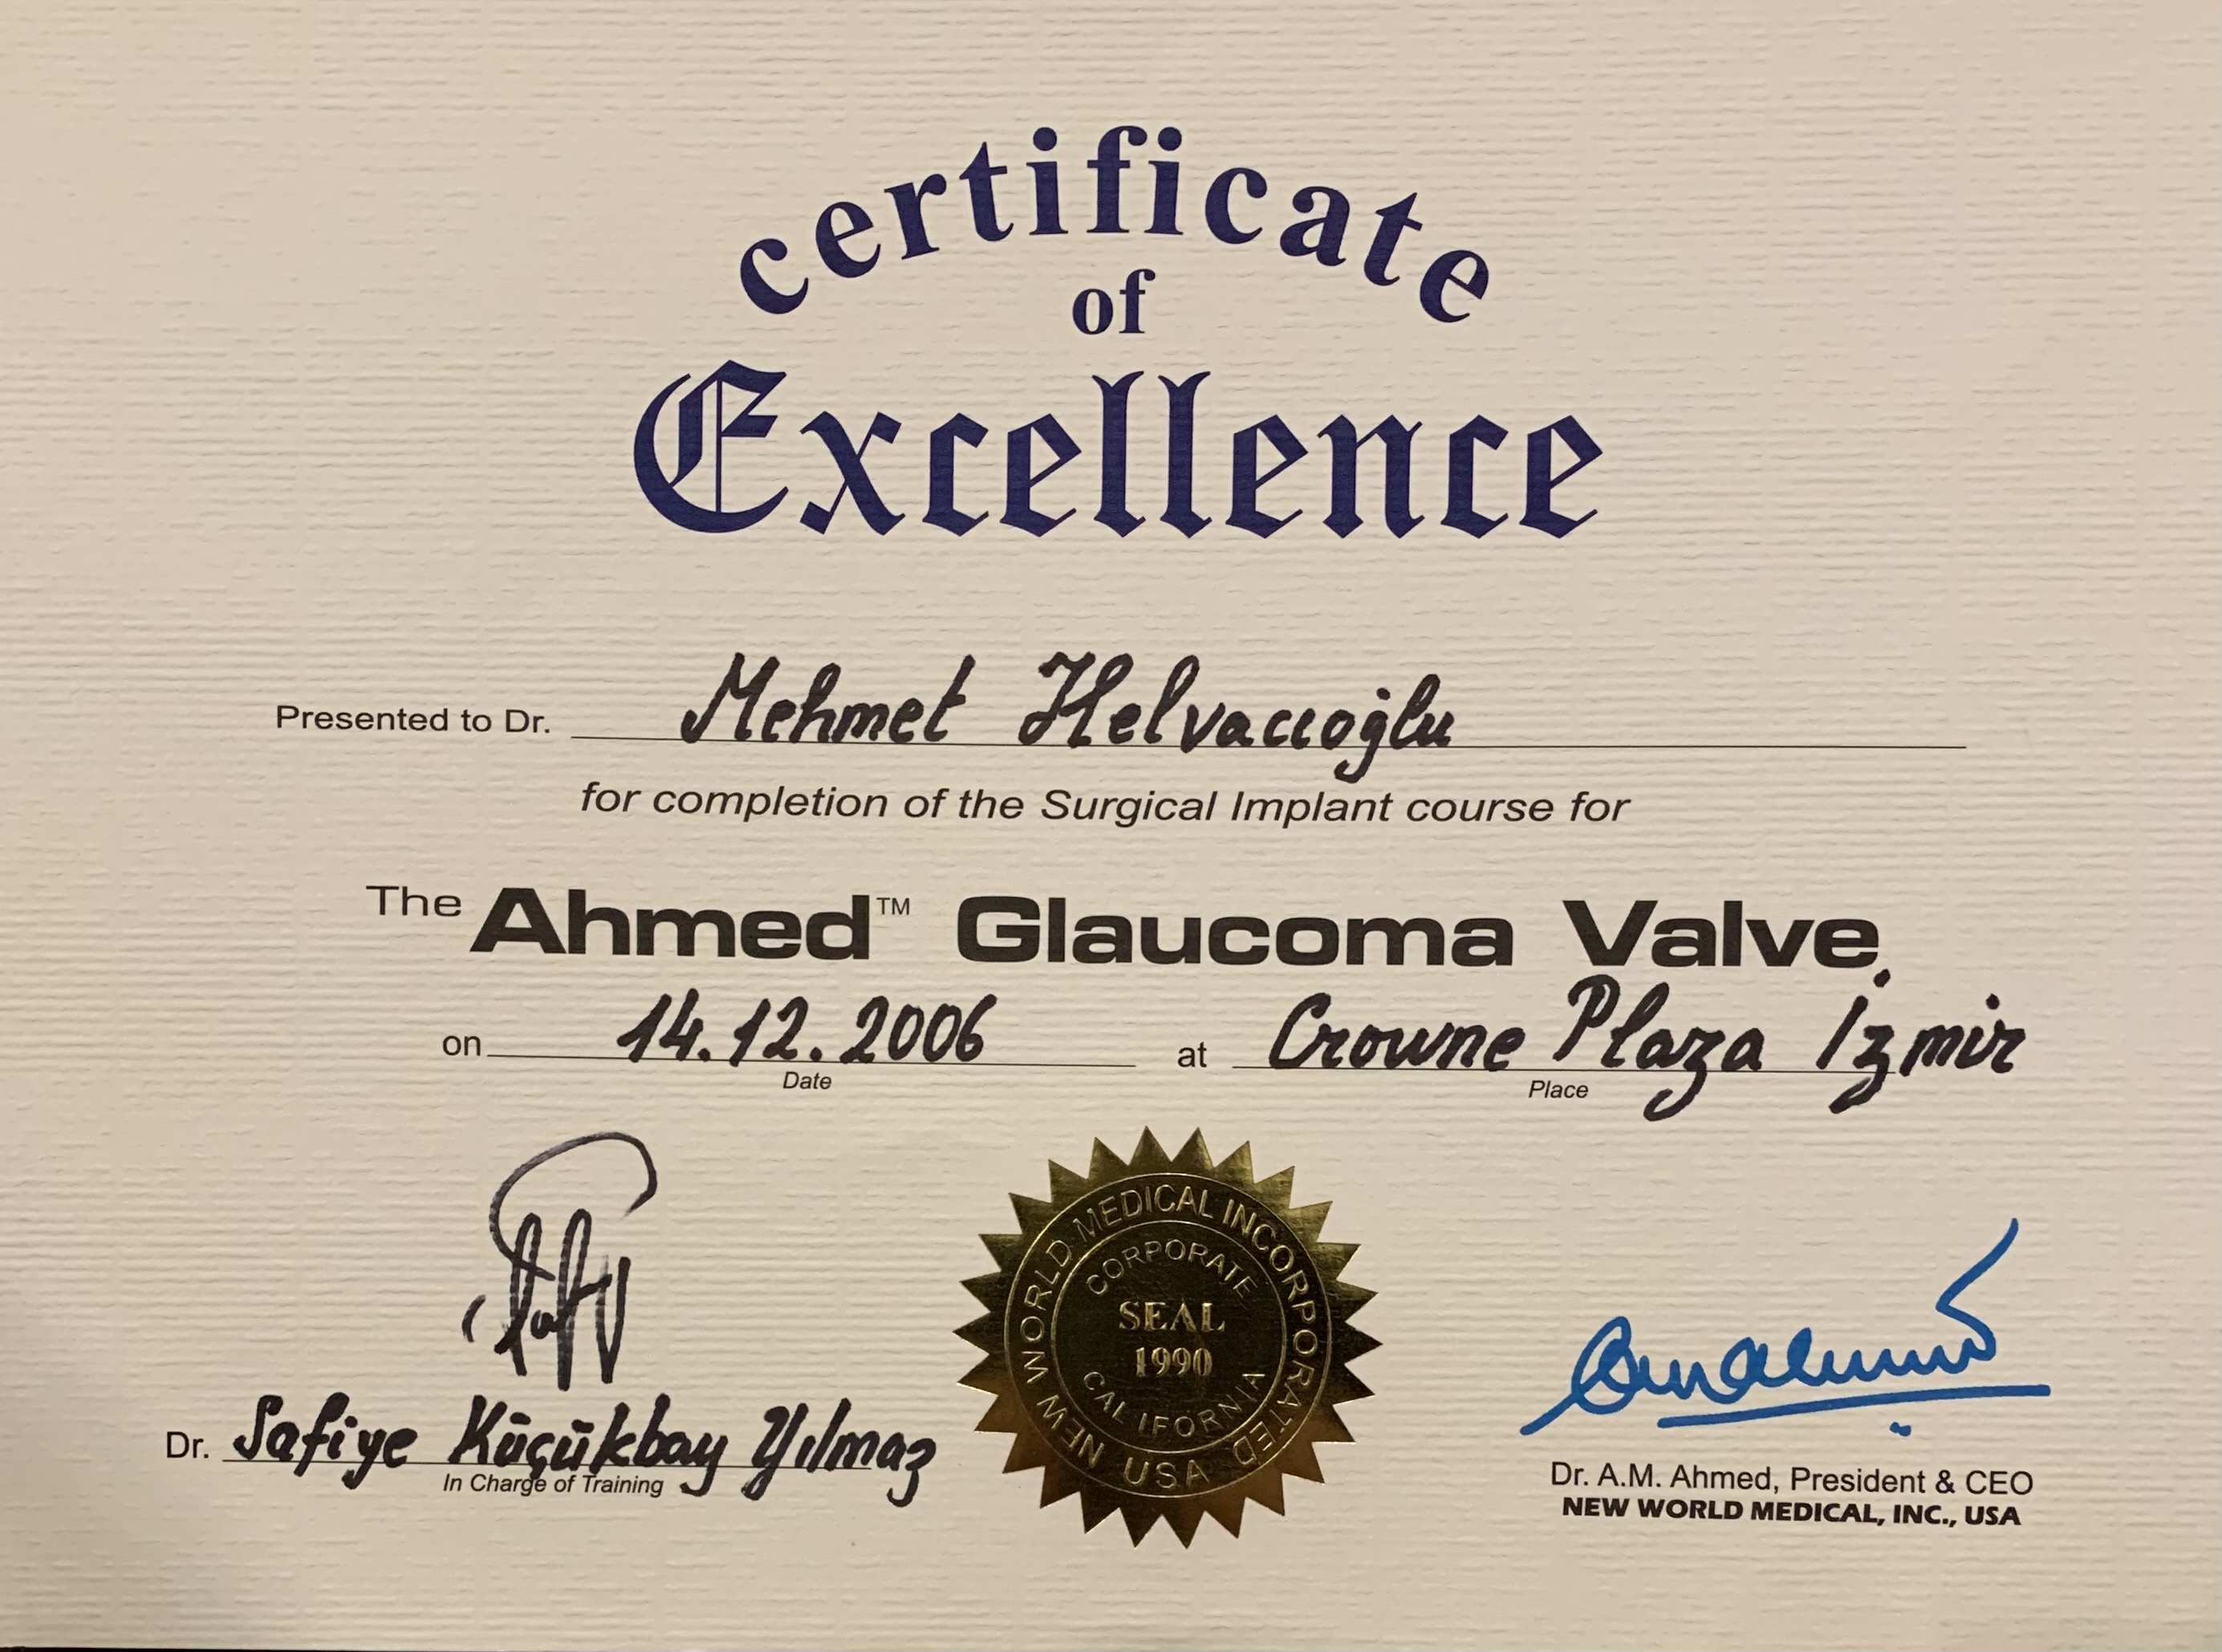 certificate
of
Excellence
Presented to Dr. Mehmet Helvacıoğlu
for completion of the Surgical Implant course for
The Ahmed™ Glaucoma Valve
on 14.12.2006 at Crowne Plaza İzmir
Date Place
NEW WORLD MEDICAL INCORPORATED
CORPORATE
SEAL
1990
CALIFORNIA
USA
Dr. Safiye Küçükbay Yılmaz
In Charge of Training
Dr. A.M. Ahmed, President & CEO
NEW WORLD MEDICAL, INC., USA